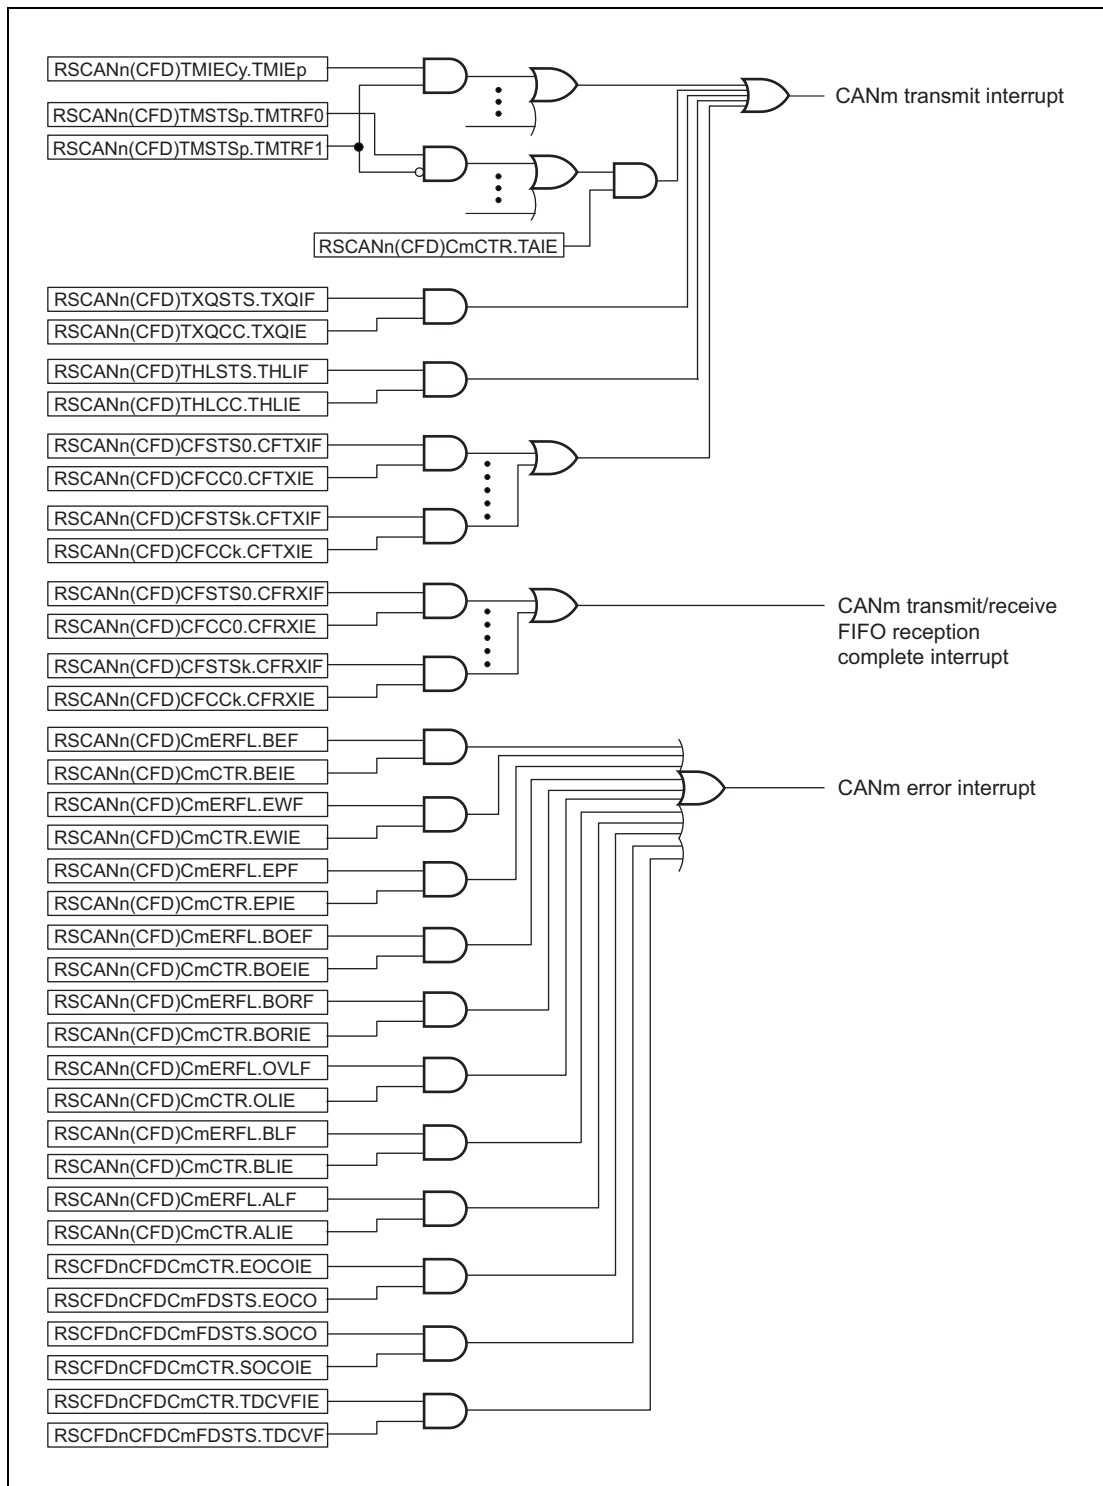 RSCANn(CFD)TMIECy.TMIEp
CANm transmit interrupt
RSCANn(CFD)TMSTSp.TMTRF0
RSCANn(CFD)TMSTSp.TMTRF1
RSCANn(CFD)CmCTR.TAIE
RSCANn(CFD)TXQSTS.TXQIF
RSCANn(CFD)TXQCC.TXQIE
RSCANn(CFD)THLSTS.THLIF
RSCANn(CFD)THLCC.THLIE
RSCANn(CFD)CFSTS0.CFTXIF
RSCANn(CFD)CFCC0.CFTXIE
RSCANn(CFD)CFSTSk.CFTXIF
RSCANn(CFD)CFCCk.CFTXIE
RSCANn(CFD)CFSTS0.CFRXIF
RSCANn(CFD)CFCC0.CFRXIE
RSCANn(CFD)CFSTSk.CFRXIF
RSCANn(CFD)CFCCk.CFRXIE
CANm transmit/receive
FIFO reception
complete interrupt
RSCANn(CFD)CmERFL.BEF
RSCANn(CFD)CmCTR.BEIE
RSCANn(CFD)CmERFL.EWF
RSCANn(CFD)CmCTR.EWIE
RSCANn(CFD)CmERFL.EPF
RSCANn(CFD)CmCTR.EPIE
RSCANn(CFD)CmERFL.BOEF
RSCANn(CFD)CmCTR.BOEIE
RSCANn(CFD)CmERFL.BORF
RSCANn(CFD)CmCTR.BORIE
RSCANn(CFD)CmERFL.OVLF
RSCANn(CFD)CmCTR.OLIE
RSCANn(CFD)CmERFL.BLF
RSCANn(CFD)CmCTR.BLIE
RSCANn(CFD)CmERFL.ALF
RSCANn(CFD)CmCTR.ALIE
RSCFDnCFDCmCTR.EOCOIE
RSCFDnCFDCmFDSTS.EOCO
RSCFDnCFDCmFDSTS.SOCO
RSCFDnCFDCmCTR.SOCOIE
RSCFDnCFDCmCTR.TDCVFIE
RSCFDnCFDCmFDSTS.TDCVF
CANm error interrupt